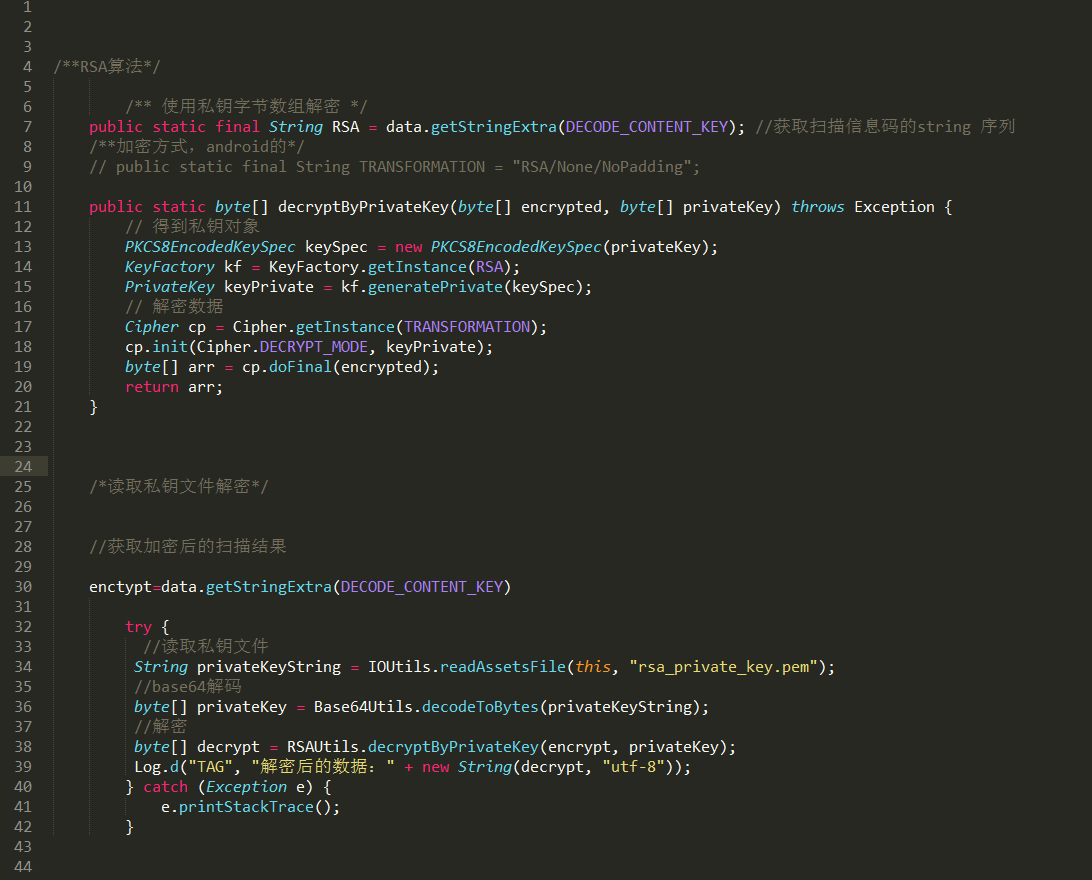 1
2
3
4 /**RSA算法*/
5
6 /** 使用私钥字节数组解密 */
7 public static final String RSA = data.getStringExtra(DECODE_CONTENT_KEY); //获取扫描信息码的string 序列
8 /**加密方式，android的*/
9 // public static final String TRANSFORMATION = "RSA/None/NoPadding";
10
11 public static byte[] decryptByPrivateKey(byte[] encrypted, byte[] privateKey) throws Exception {
12 // 得到私钥对象
13 PKCS8EncodedKeySpec keySpec = new PKCS8EncodedKeySpec(privateKey);
14 KeyFactory kf = KeyFactory.getInstance(RSA);
15 PrivateKey keyPrivate = kf.generatePrivate(keySpec);
16 // 解密数据
17 Cipher cp = Cipher.getInstance(TRANSFORMATION);
18 cp.init(Cipher.DECRYPT_MODE, keyPrivate);
19 byte[] arr = cp.doFinal(encrypted);
20 return arr;
21 }
22
23
24
25 /*读取私钥文件解密*/
26
27
28 //获取加密后的扫描结果
29
30 enctypt=data.getStringExtra(DECODE_CONTENT_KEY)
31
32 try {
33 //读取私钥文件
34 String privateKeyString = IOUtils.readAssetsFile(this, "rsa_private_key.pem");
35 //base64解码
36 byte[] privateKey = Base64Utils.decodeToBytes(privateKeyString);
37 //解密
38 byte[] decrypt = RSAUtils.decryptByPrivateKey(encrypt, privateKey);
39 Log.d("TAG", "解密后的数据：" + new String(decrypt, "utf-8"));
40 } catch (Exception e) {
41 e.printStackTrace();
42 }
43
44